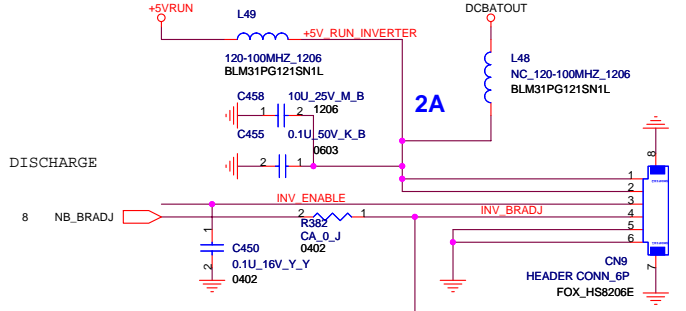 +5VRUN
L49
DCBATOUT
+5V_RUN_INVERTER
120-100MHZ_1206
BLM31PG121SN1L
L48
NC_120-100MHZ_1206
BLM31PG121SN1L
C458
10U_25V_M_B
1
2
1206
2A
C455
0.1U_50V_K_B
0603
2
1
DISCHARGE
8
1
2
3
4
5
6
7
INV_ENABLE
8
NB_BRADJ
2
R382
1
CA_0_J
0402
INV_BRADJ
1
C450
2
0.1U_16V_Y_Y
0402
CN9
HEADER CONN_6P
FOX_HS8206E